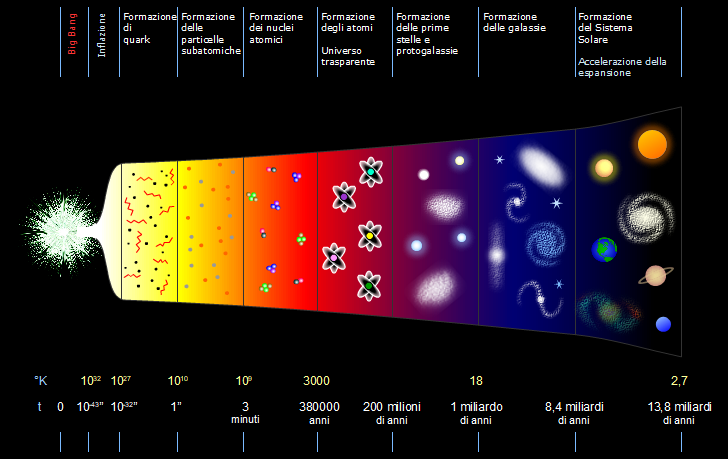 Big Bang
Inflazione
Formazione
di
quark
Formazione
delle
particelle
subatomiche
Formazione
dei nuclei
atomici
Formazione
degli atomi
Universo
trasparente
Formazione
delle prime
stelle e
protogalassie
Formazione
delle galassie
Formazione
del Sistema
Solare
Accelerazione della
espansione
°K 10³² 10²⁷ 10¹⁰ 10⁹ 3000 18 2,7
t 0 10⁻⁴³” 10⁻³²” 1” 3 380000 200 milioni 1 miliardo 8,4 miliardi 13,8 miliardi
minuti anni di anni di anni di anni di anni